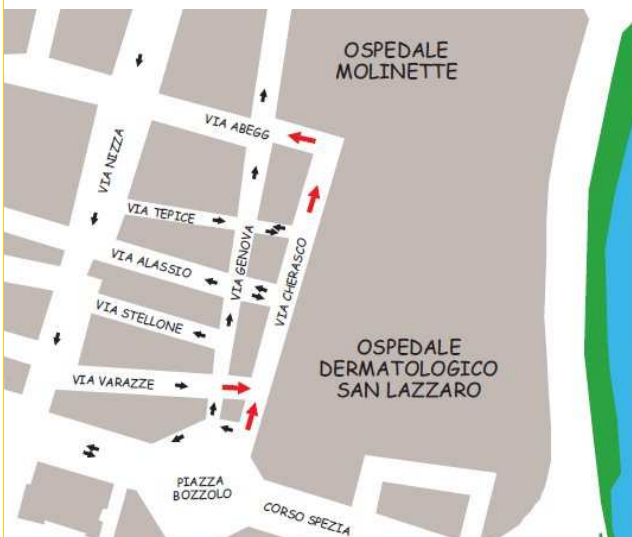 OSPEDALE
MOLINETTE
VIA ABEGG
VIA NIZZA
VIA TEPICE
VIA GENOVA
VIA CHERASCO
VIA ALASSIO
VIA STELLONE
OSPEDALE
DERMATOLOGICO
SAN LAZZARO
VIA VARAZZE
PIAZZA
BOZZOLO
CORSO SPEZIA